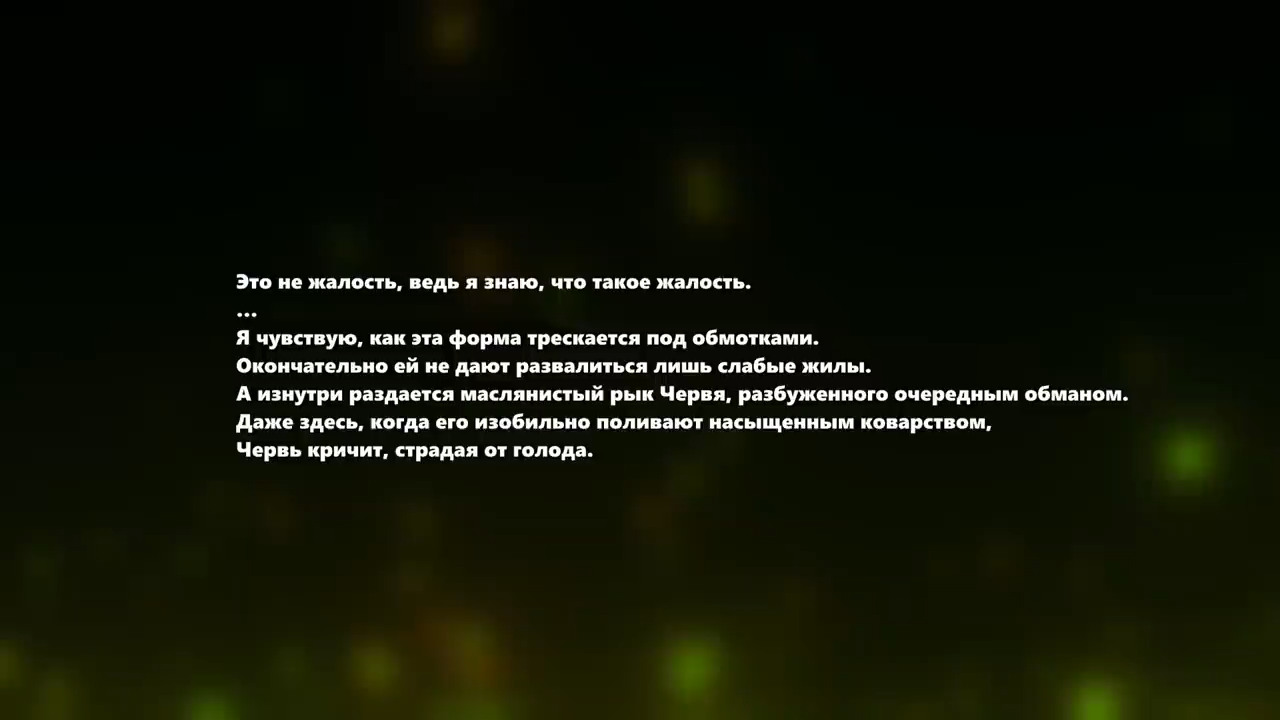 Это не жалость, ведь я знаю, что такое жалость.
...
Я чувствую, как эта форма трескается под обмотками.
Окончательно ей не дают развалиться лишь слабые жилы.
А изнутри раздается маслянистый рык Червя, разбуженного очередным обманом.
Даже здесь, когда его изобильно поливают насыщенным коварством,
Червь кричит, страдая от голода.